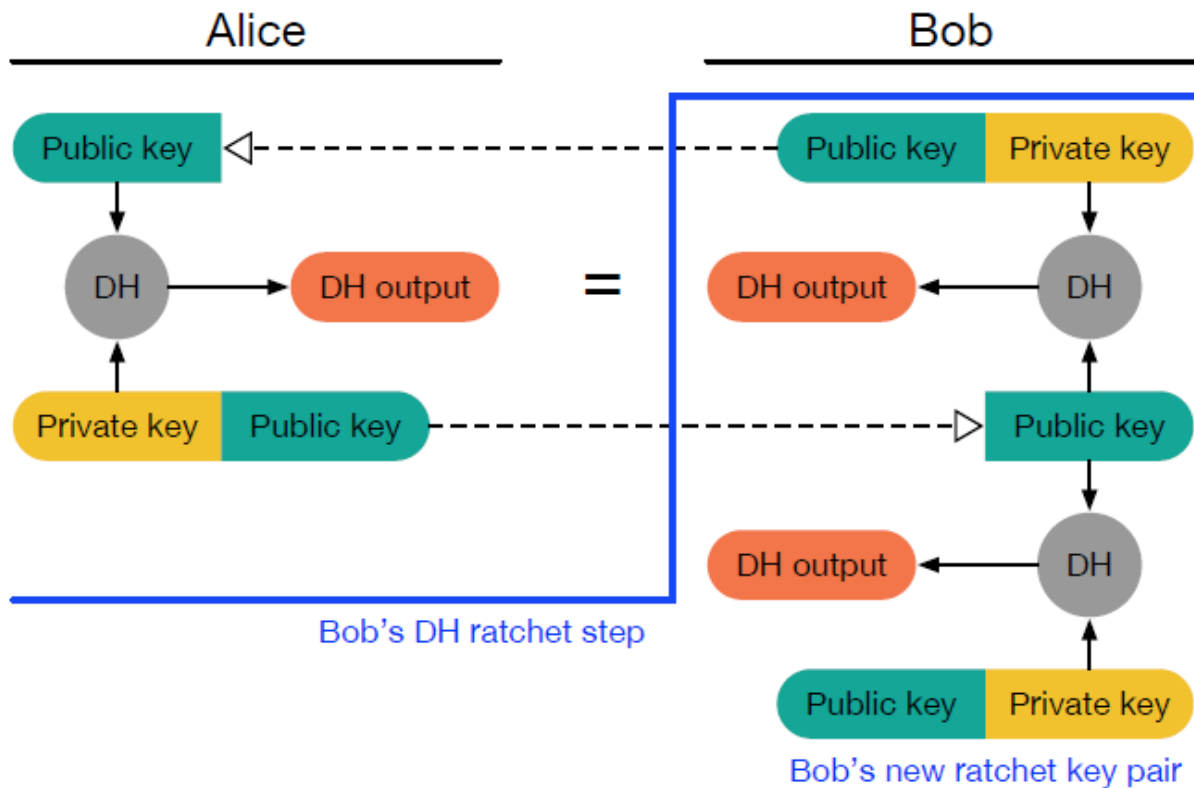 Alice
Bob
Public key
Public key
Private key
DH
DH output
=
DH output
DH
Private key
Public key
Public key
DH output
DH
Bob's DH ratchet step
Public key
Private key
Bob's new ratchet key pair